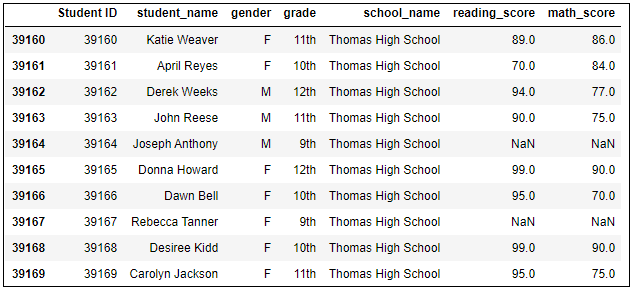 Student ID student_name gender grade school_name reading_score math_score
39160 39160 Katie Weaver F 11th Thomas High School 89.0 86.0
39161 39161 April Reyes F 10th Thomas High School 70.0 84.0
39162 39162 Derek Weeks M 12th Thomas High School 94.0 77.0
39163 39163 John Reese M 11th Thomas High School 90.0 75.0
39164 39164 Joseph Anthony M 9th Thomas High School NaN NaN
39165 39165 Donna Howard F 12th Thomas High School 99.0 90.0
39166 39166 Dawn Bell F 10th Thomas High School 95.0 70.0
39167 39167 Rebecca Tanner F 9th Thomas High School NaN NaN
39168 39168 Desiree Kidd F 10th Thomas High School 99.0 90.0
39169 39169 Carolyn Jackson F 11th Thomas High School 95.0 75.0